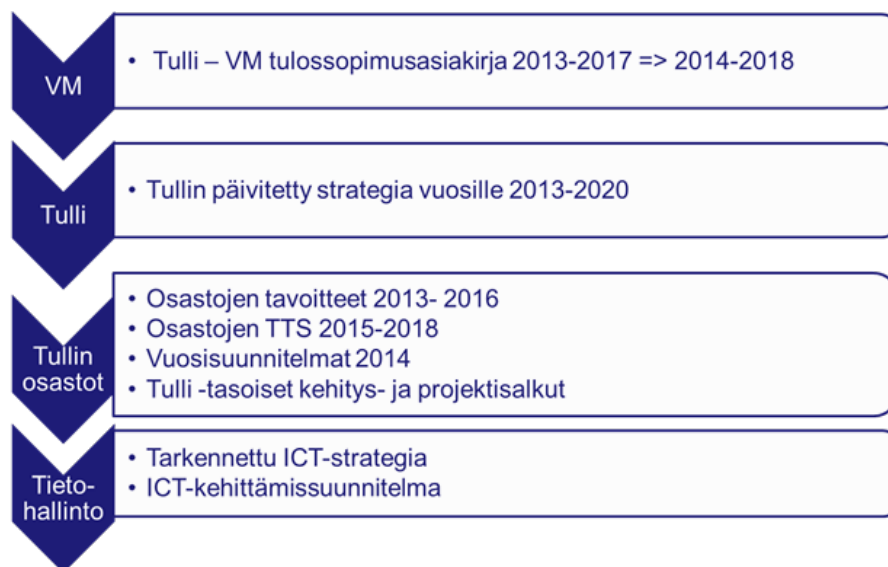 VM
• Tulli – VM tulossopimusasiakirja 2013-2017 => 2014-2018
Tulli
• Tullin päivitetty strategia vuosille 2013-2020
Tullin
osastot
• Osastojen tavoitteet 2013- 2016
• Osastojen TTS 2015-2018
• Vuosisuunnitelmat 2014
• Tulli -tasoiset kehitys- ja projektisalkut
Tieto-
hallinto
• Tarkennettu ICT-strategia
• ICT-kehittämissuunnitelma